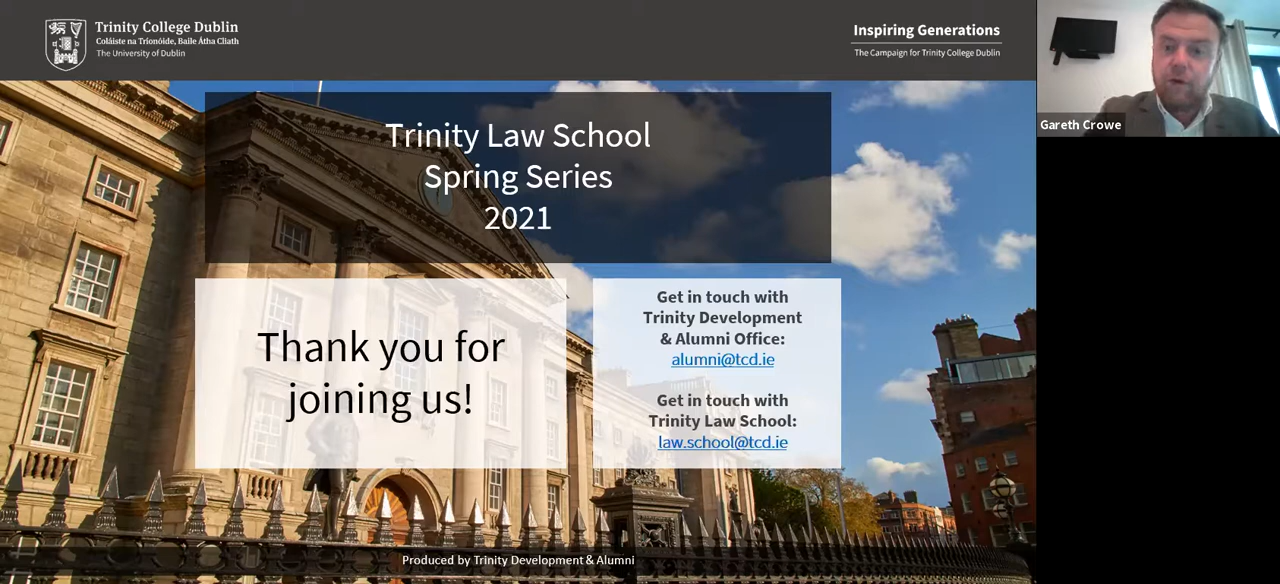 Trinity College Dublin
Coláiste na Tríonóide, Baile Átha Cliath
The University of Dublin
Inspiring Generations
The Campaign for Trinity College Dublin
Gareth Crowe
Trinity Law School
Spring Series
2021
Thank you for
joining us!
Get in touch with
Trinity Development
& Alumni Office:
alumni@tcd.ie
Get in touch with
Trinity Law School:
law.school@tcd.ie
Produced by Trinity Development & Alumni